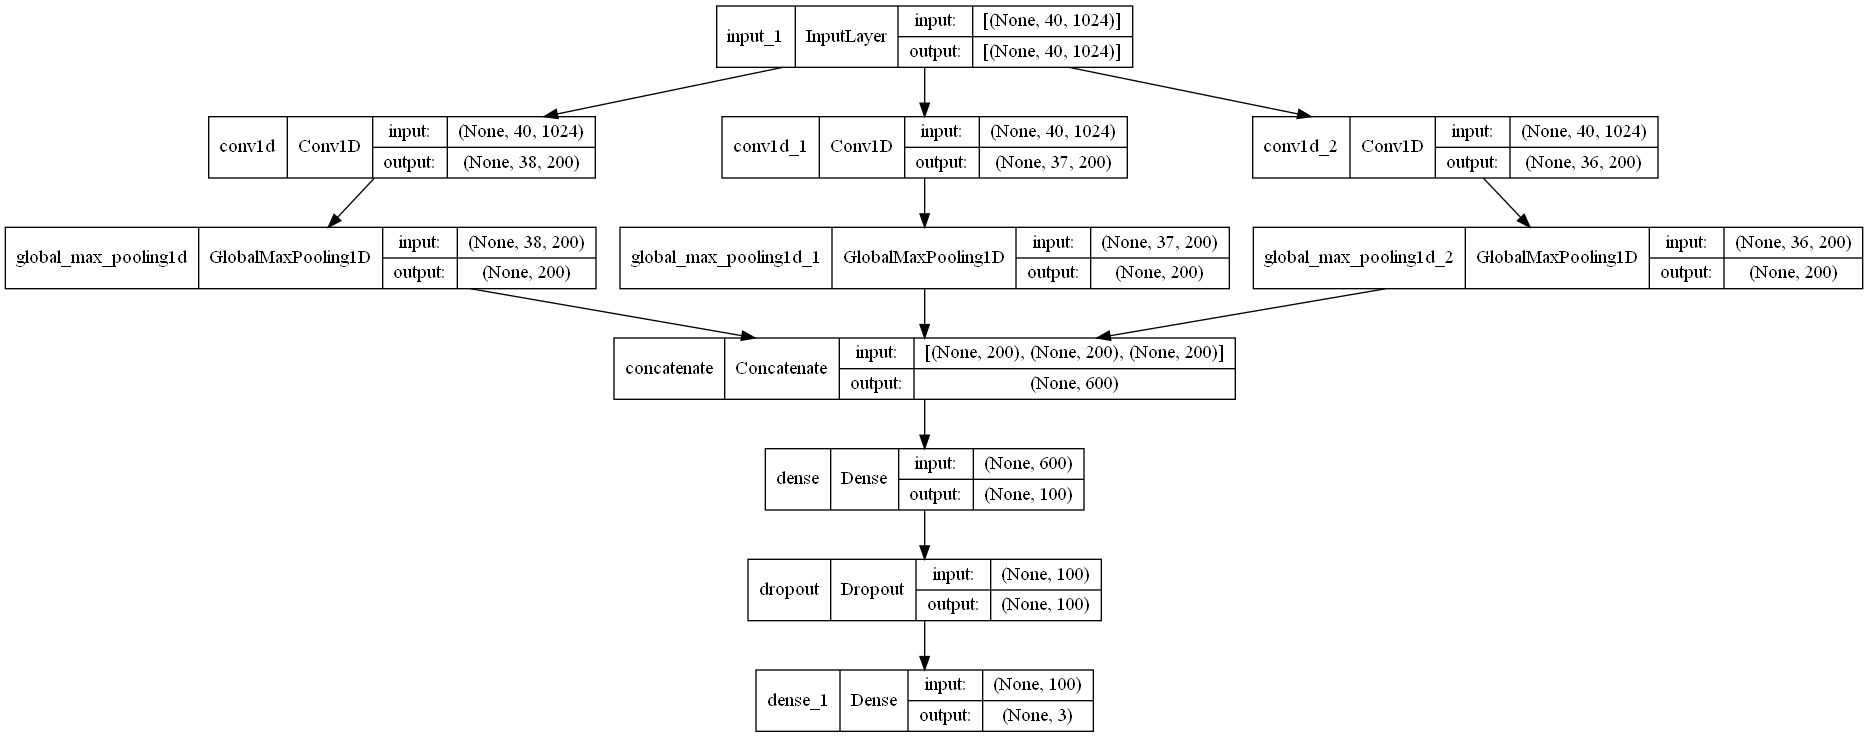 input_1 InputLayer input: [(None, 40, 1024)]
output: [(None, 40, 1024)]
conv1d Conv1D input: (None, 40, 1024)
output: (None, 38, 200)
conv1d_1 Conv1D input: (None, 40, 1024)
output: (None, 37, 200)
conv1d_2 Conv1D input: (None, 40, 1024)
output: (None, 36, 200)
global_max_pooling1d GlobalMaxPooling1D input: (None, 38, 200)
output: (None, 200)
global_max_pooling1d_1 GlobalMaxPooling1D input: (None, 37, 200)
output: (None, 200)
global_max_pooling1d_2 GlobalMaxPooling1D input: (None, 36, 200)
output: (None, 200)
concatenate Concatenate input: [(None, 200), (None, 200), (None, 200)]
output: (None, 600)
dense Dense input: (None, 600)
output: (None, 100)
dropout Dropout input: (None, 100)
output: (None, 100)
dense_1 Dense input: (None, 100)
output: (None, 3)